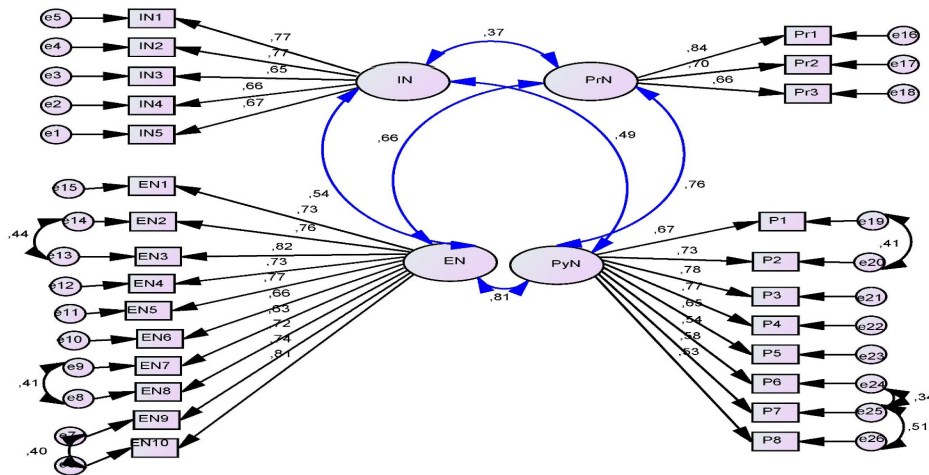 e5 IN1
e4 IN2
e3 IN3
e2 IN4
e1 IN5
,77
,77
,65
,66
,67
IN
,37
PrN
,84
,70
,66
Pr1 e16
Pr2 e17
Pr3 e18
,54
,66
,49
,76
e15 EN1
e14 EN2
e13 EN3
,44
e12 EN4
e11 EN5
e10 EN6
e9 EN7
e8 EN8
,41
e7 EN9
EN10
,40
,73
,76
,82
,73
,77
,66
,63
,72
,74
,81
EN
,81
PyN
,67
,73
,78
,77
,65
,54
,58
,53
P1 e19
P2 e20
,41
P3 e21
P4 e22
P5 e23
P6 e24
P7 e25
P8 e26
,34
,51